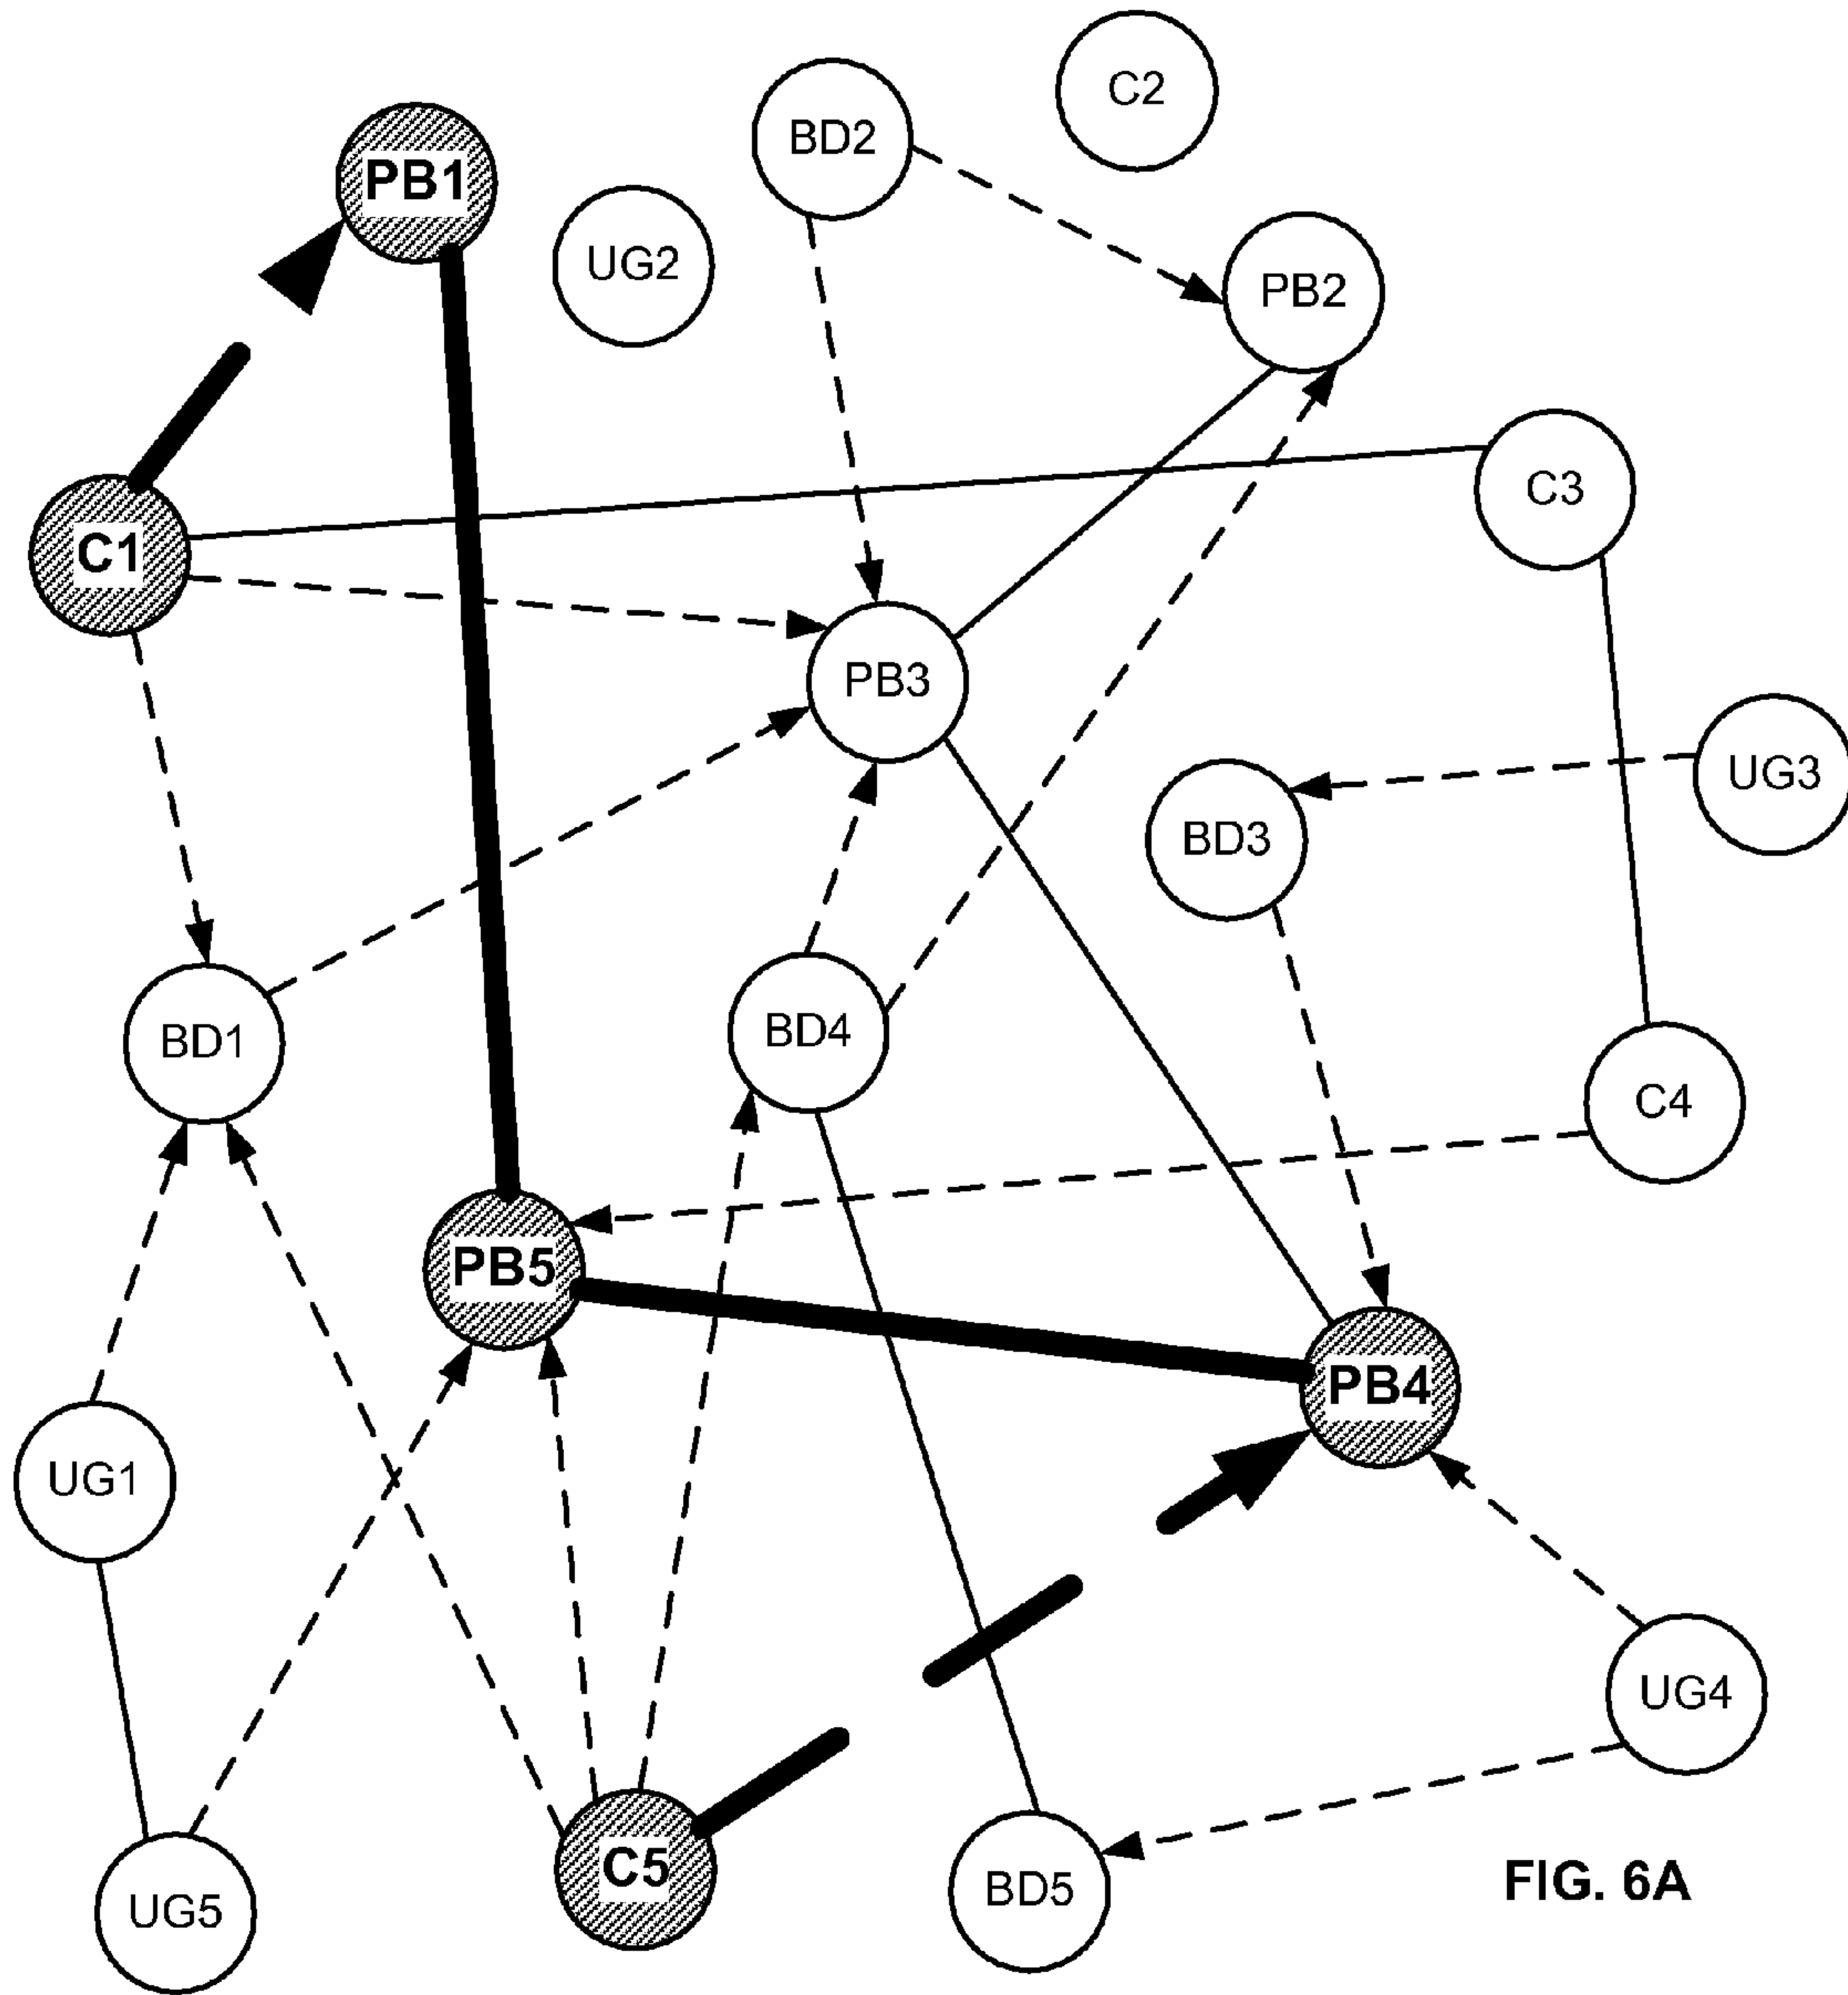 C2
BD2
PB1
UG2
PB2
C3
C1
PB3
UG3
BD3
BD1
BD4
C4
PB5
PB4
UG1
UG4
C5
BD5
UG5
FIG. 6A